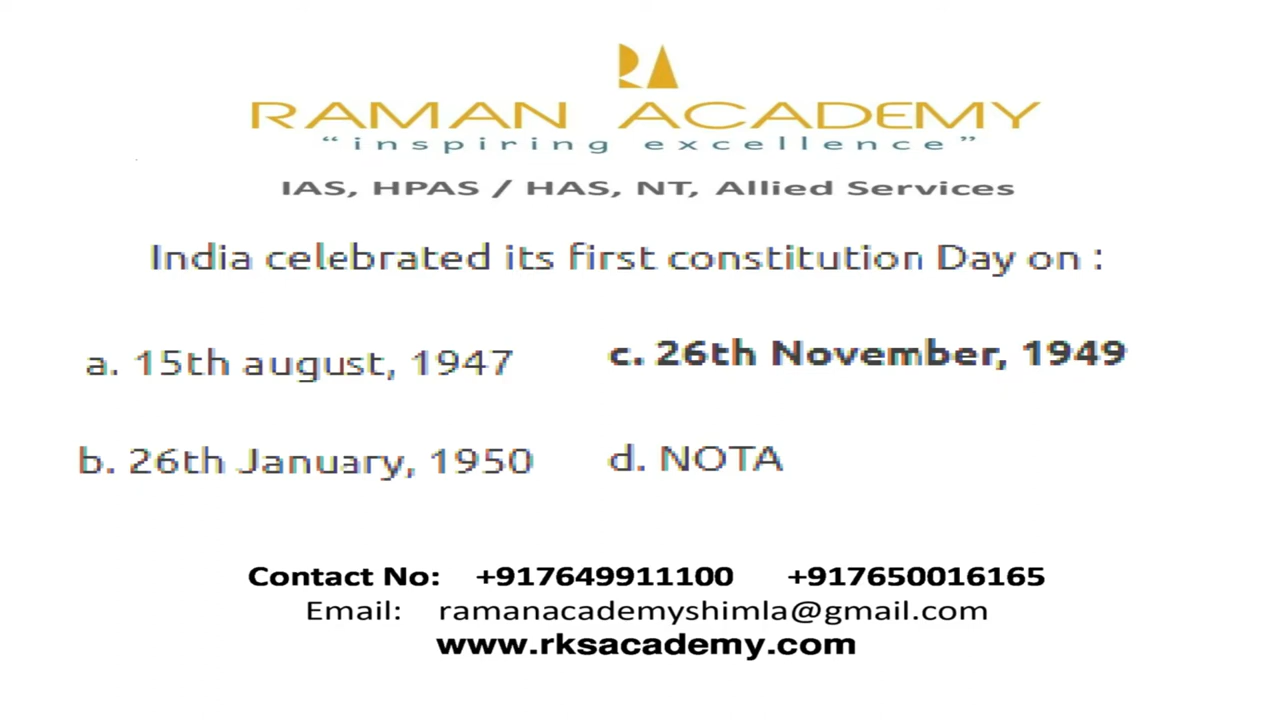 RA
RAMAN ACADEMY
“inspiring excellence”
IAS, HPAS / HAS, NT, Allied Services
India celebrated its first constitution Day on :
a. 15th august, 1947
c. 26th November, 1949
b. 26th January, 1950
d. NOTA
Contact No: +917649911100 +917650016165
Email: ramanacademyshimla@gmail.com
www.rksacademy.com